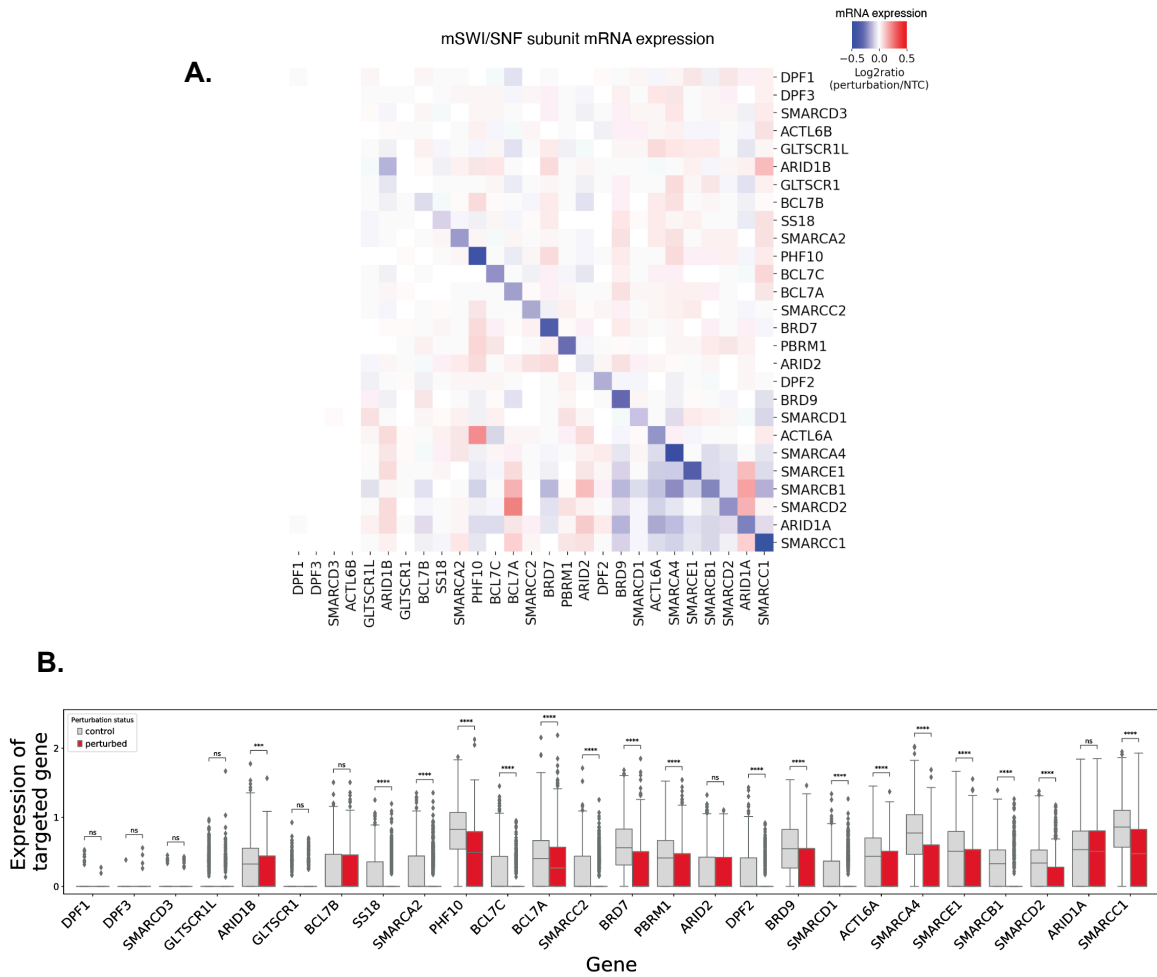 mRNA expression
mSWI/SNF subunit mRNA expression
−0.5 0.0 0.5
Log2ratio
(perturbation/NTC)
A.
DPF1
DPF3
SMARCD3
ACTL6B
GLTSCR1L
ARID1B
GLTSCR1
BCL7B
SS18
SMARCA2
PHF10
BCL7C
BCL7A
SMARCC2
BRD7
PBRM1
ARID2
DPF2
BRD9
SMARCD1
ACTL6A
SMARCA4
SMARCE1
SMARCB1
SMARCD2
ARID1A
SMARCC1
DPF1
DPF3
SMARCD3
ACTL6B
GLTSCR1L
ARID1B
GLTSCR1
BCL7B
SS18
SMARCA2
PHF10
BCL7C
BCL7A
SMARCC2
BRD7
PBRM1
ARID2
DPF2
BRD9
SMARCD1
ACTL6A
SMARCA4
SMARCE1
SMARCB1
SMARCD2
ARID1A
SMARCC1
B.
Expression of
targeted gene
Perturbation status
control
perturbed
2
1
0
ns ns ns ns *** ns ns **** **** **** **** **** **** **** **** ns **** **** **** **** **** **** **** **** ns ****
DPF1
DPF3
SMARCD3
GLTSCR1L
ARID1B
GLTSCR1
BCL7B
SS18
SMARCA2
PHF10
BCL7C
BCL7A
SMARCC2
BRD7
PBRM1
ARID2
DPF2
BRD9
SMARCD1
ACTL6A
SMARCA4
SMARCE1
SMARCB1
SMARCD2
ARID1A
SMARCC1
Gene